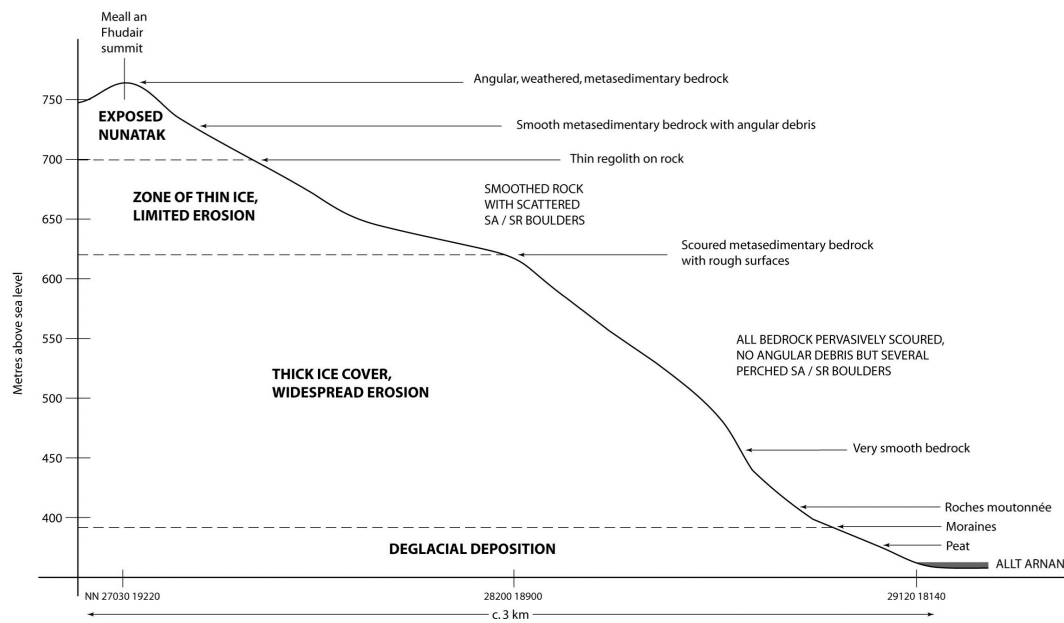 Meall an
Fhudair
summit
Angular, weathered, metasedimentary bedrock
750
EXPOSED
NUNATAK
Smooth metasedimentary bedrock with angular debris
700
Thin regolith on rock
ZONE OF THIN ICE,
LIMITED EROSION
SMOOTHED ROCK
WITH SCATTERED
SA / SR BOULDERS
650
Scoured metasedimentary bedrock
with rough surfaces
600
Metres above sea level
550
ALL BEDROCK PERVASIVELY SCOURED,
NO ANGULAR DEBRIS BUT SEVERAL
PERCHED SA / SR BOULDERS
THICK ICE COVER,
WIDESPREAD EROSION
500
450
Very smooth bedrock
Roches moutonnée
400
Moraines
Peat
DEGLACIAL DEPOSITION
ALLT ARNAN
NN 27030 19220
28200 18900
29120 18140
c. 3 km